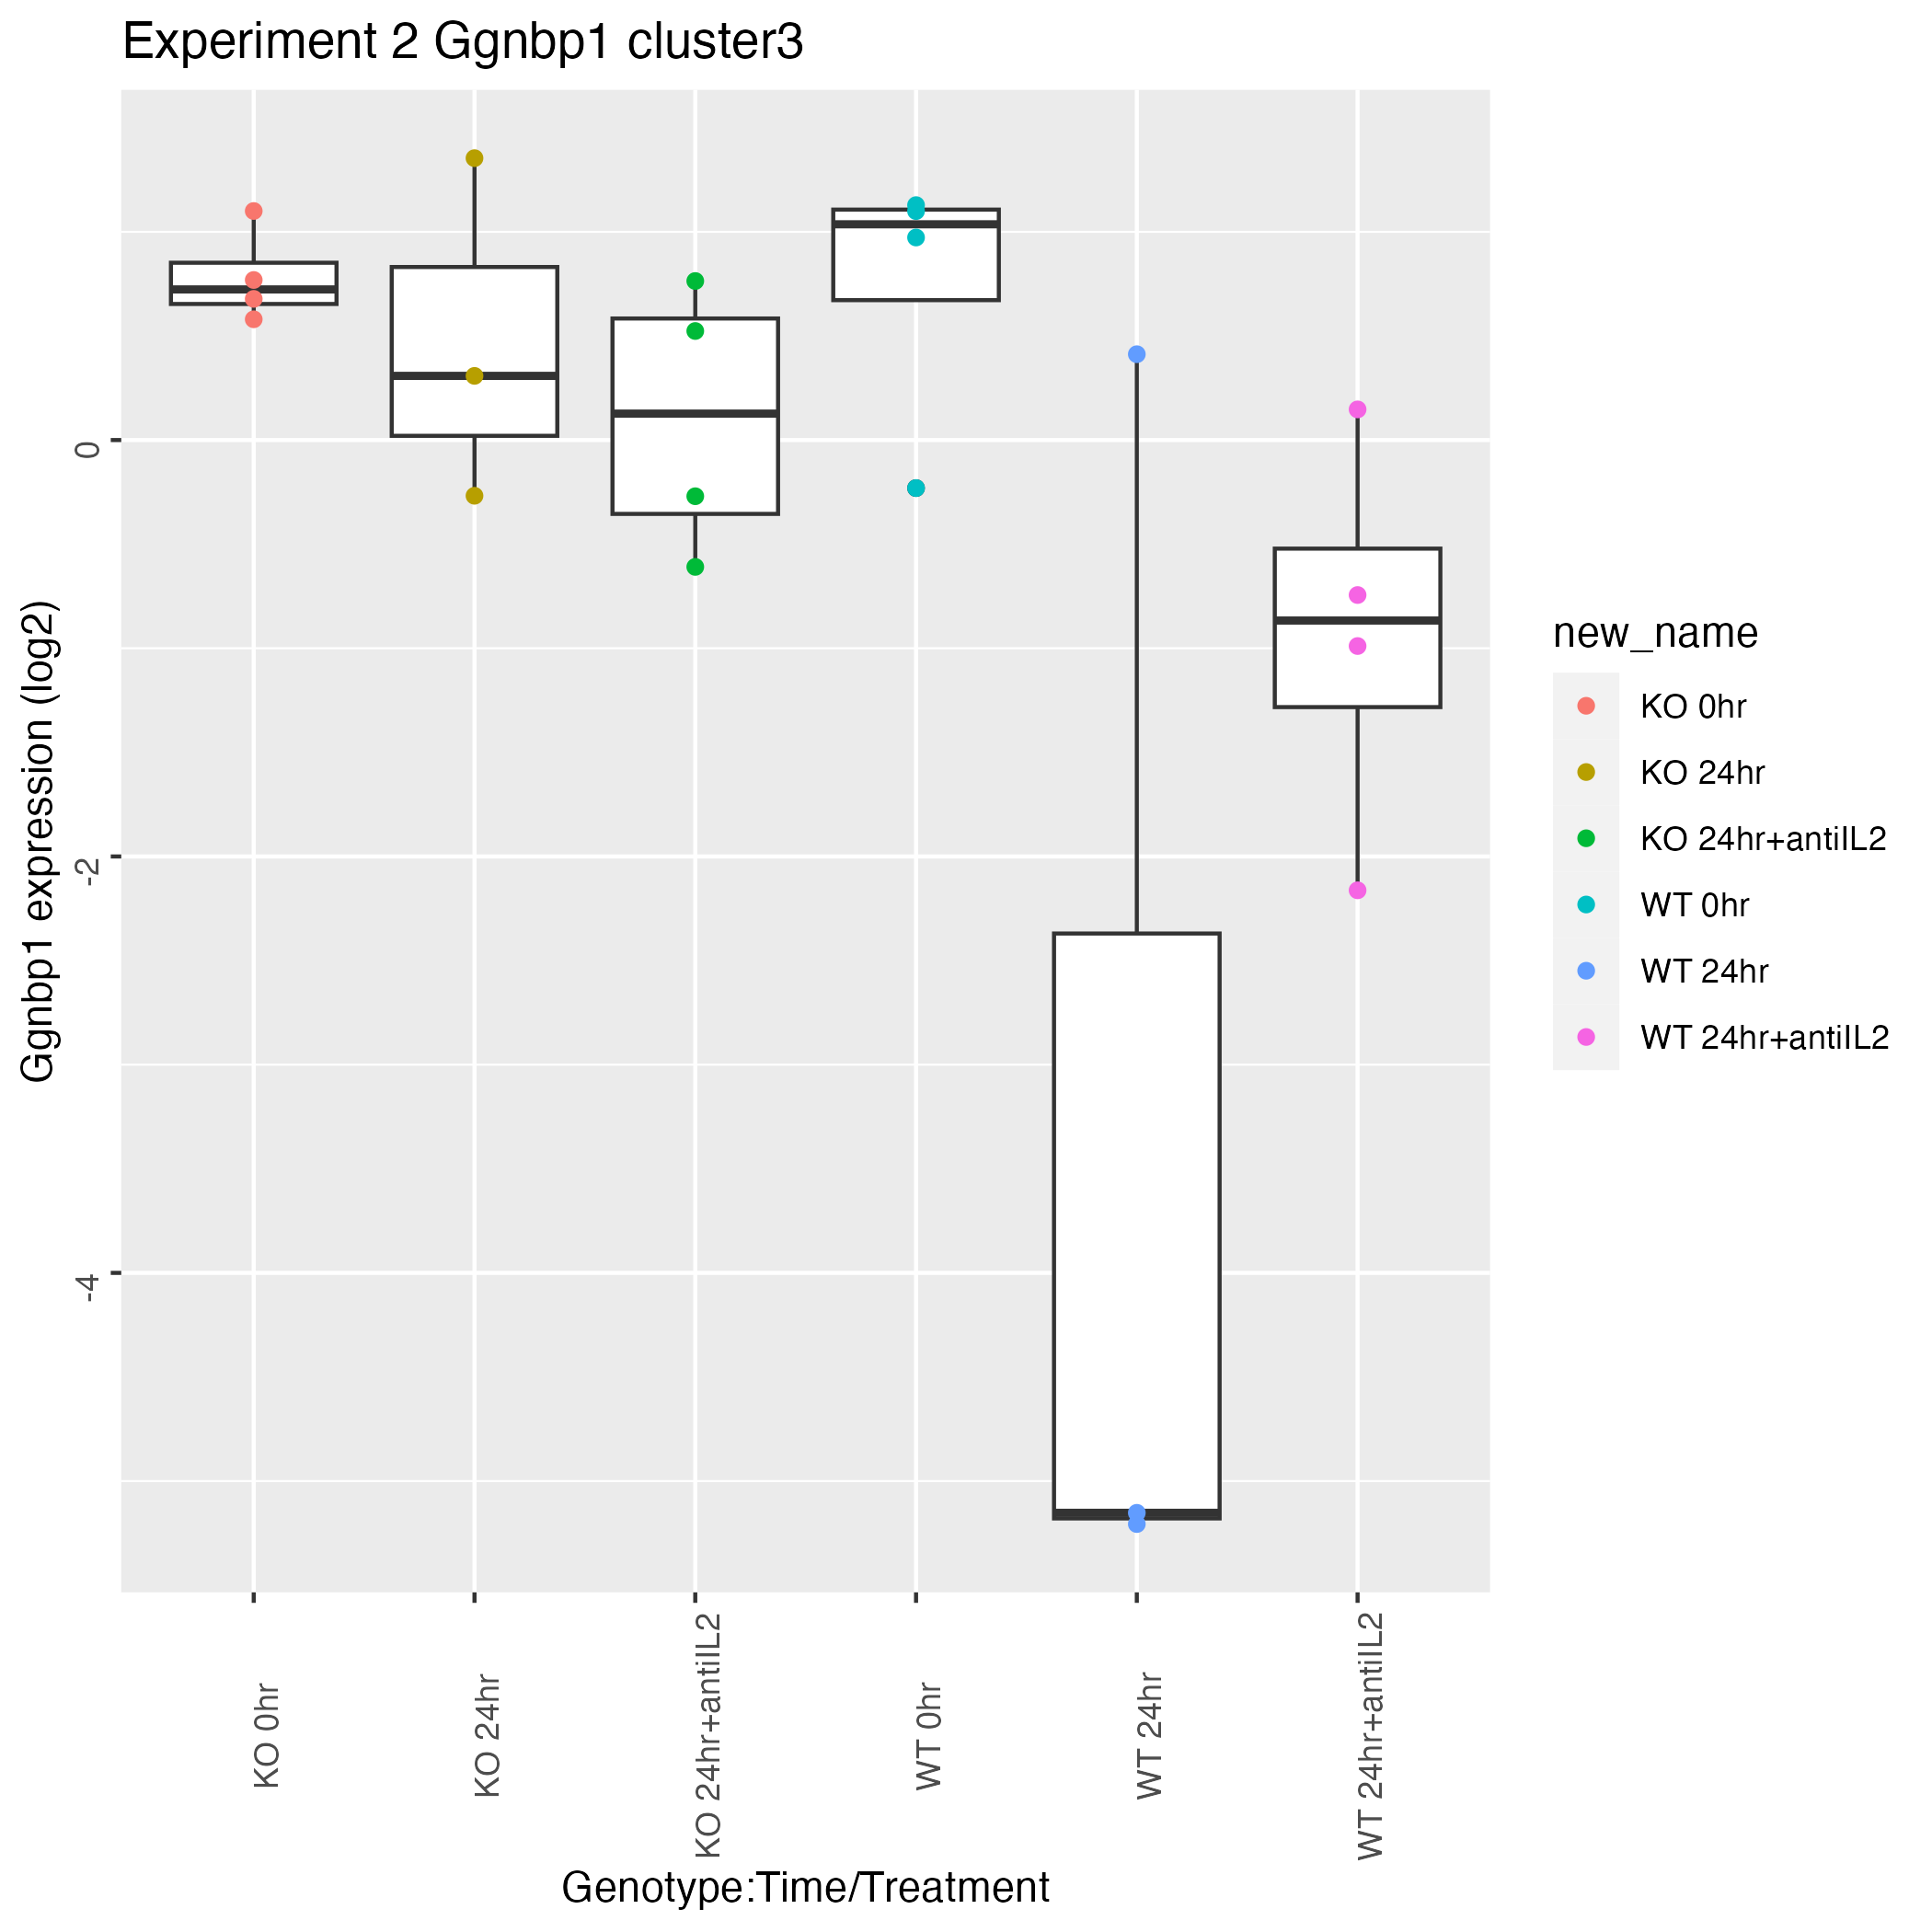 Experiment 2 Ggnbp1 cluster3
Ggnbp1 expression (log2)
0
-2
-4
KO 0hr
KO 24hr
KO 24hr+antiIL2
WT 0hr
WT 24hr
WT 24hr+antiIL2
Genotype:Time/Treatment
new_name
KO 0hr
KO 24hr
KO 24hr+antiIL2
WT 0hr
WT 24hr
WT 24hr+antiIL2